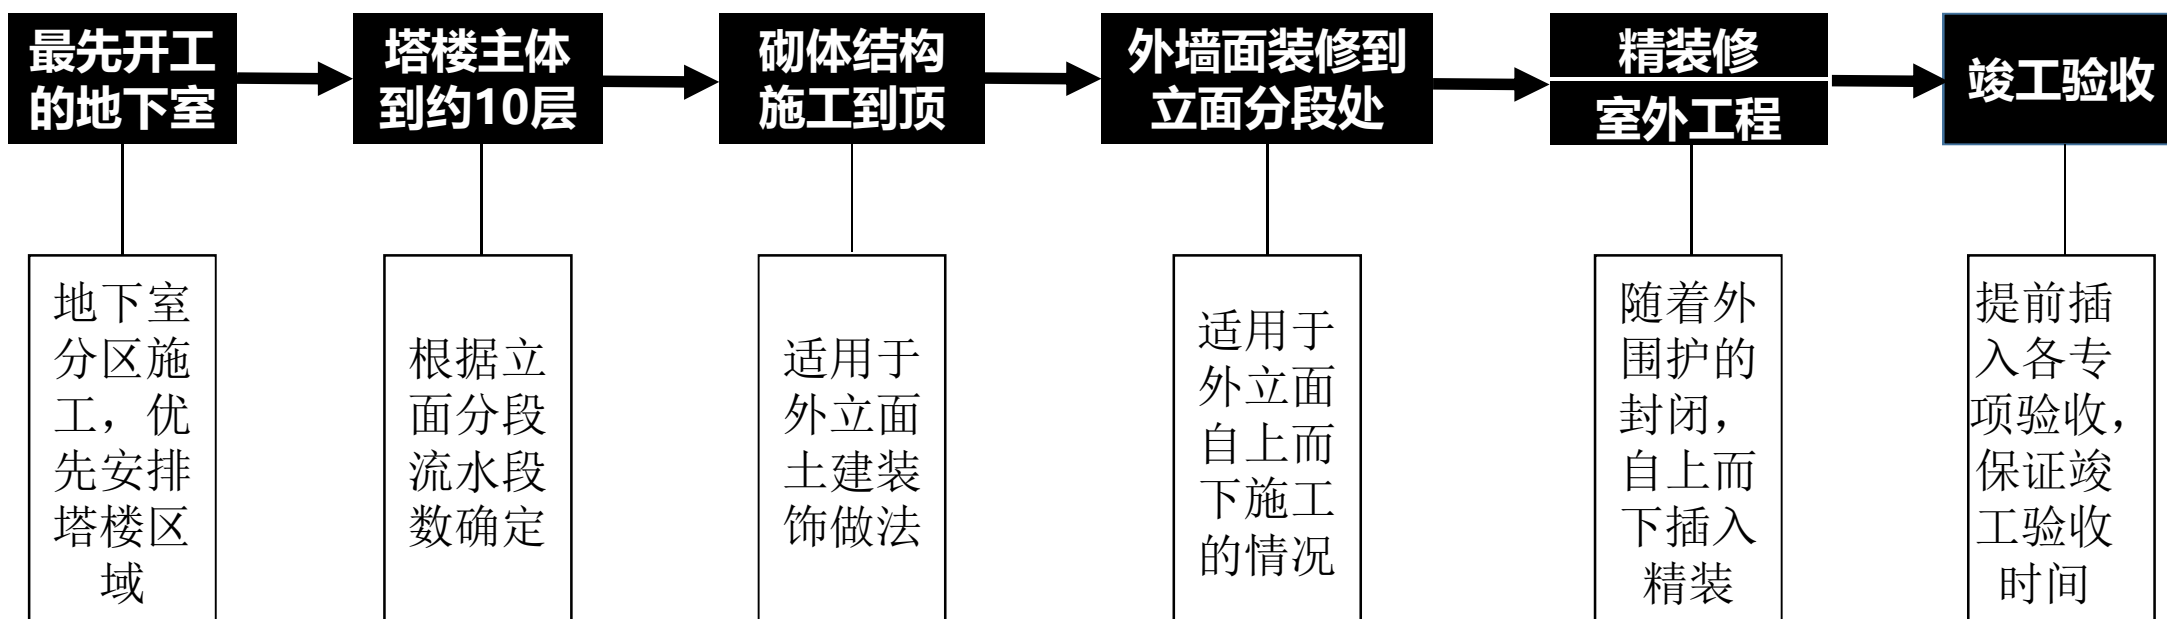 最先开工
的地下室
塔楼主体
到约10层
砌体结构
施工到顶
外墙面装修到
立面分段处
精装修
室外工程
竣工验收
地下室
分区施
工，优
先安排
塔楼区
域
根据立
面分段
流水段
数确定
适用于
外立面
土建装
饰做法
适用于
外立面
自上而
下施工
的情况
随着外
围护的
封闭，
自上而
下插入
精装
提前插
入各专
项验收，
保证竣
工验收
时间